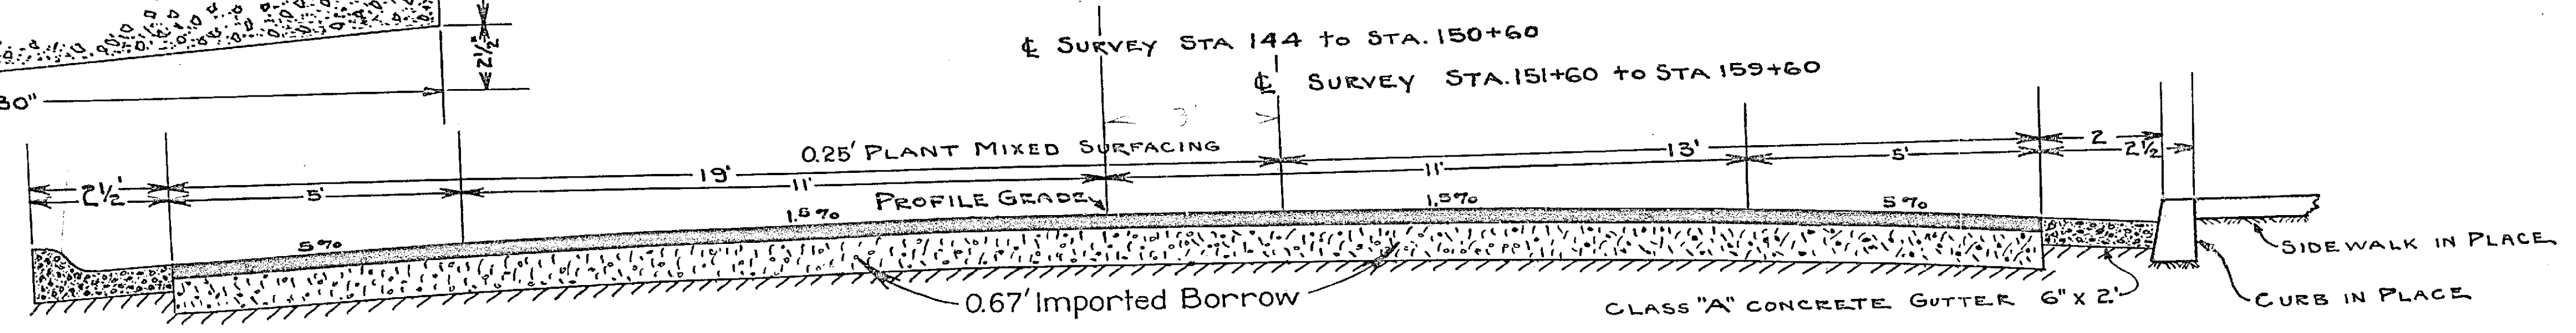 2½"
30"
℄ SURVEY STA 144 to STA. 150+60
℄ SURVEY STA. 151+60 to STA 159+60
3'
0.25' PLANT MIXED SURFACING
19'
13'
2
2½'
5'
11'
11'
5'
2½'
PROFILE GRADE
5%
1.5%
1.5%
5%
SIDEWALK IN PLACE
0.67' Imported Borrow
CLASS "A" CONCRETE GUTTER 6" X 2'
CURB IN PLACE